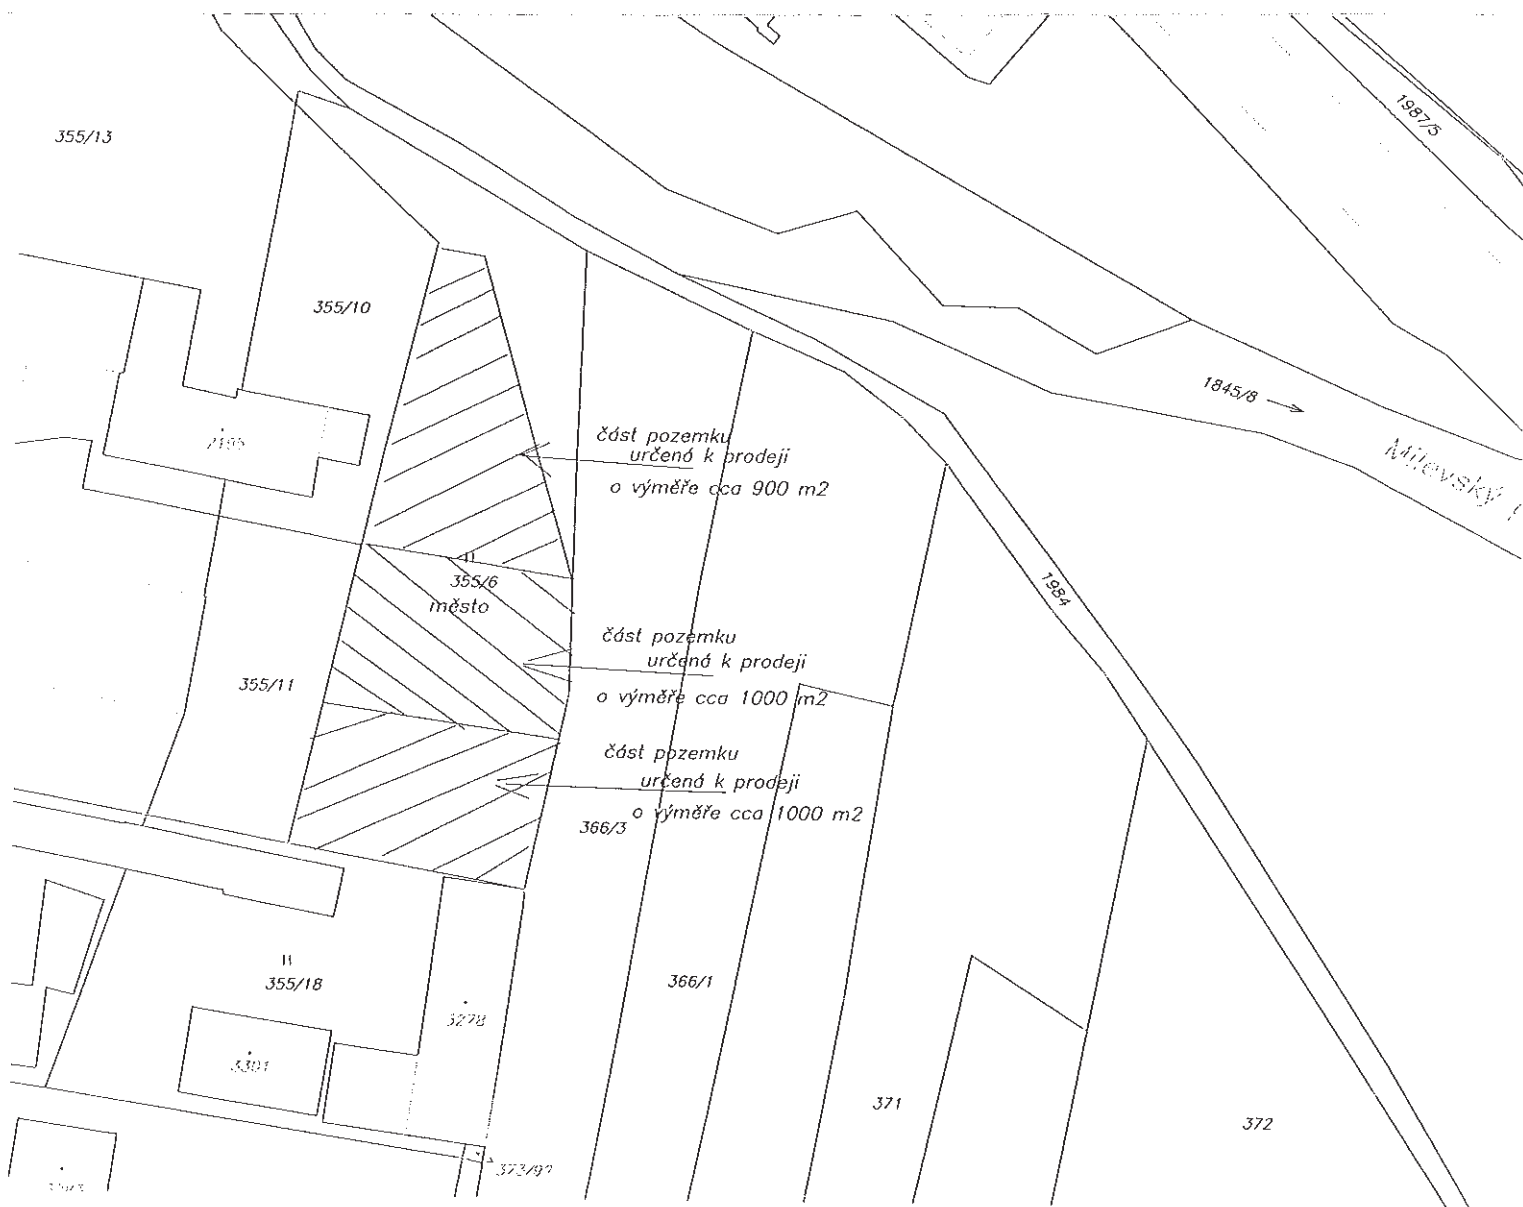 1987/5
355/13
355/10
1845/8
Milevský
část pozemku
určená k prodeji
o výměře cca 900 m2
2195
355/6
město
1984
část pozemku
určená k prodeji
o výměře cca 1000 m2
355/11
část pozemku
určená k prodeji
o výměře cca 1000 m2
366/3
366/1
355/18
3278
3301
371
372
373/97